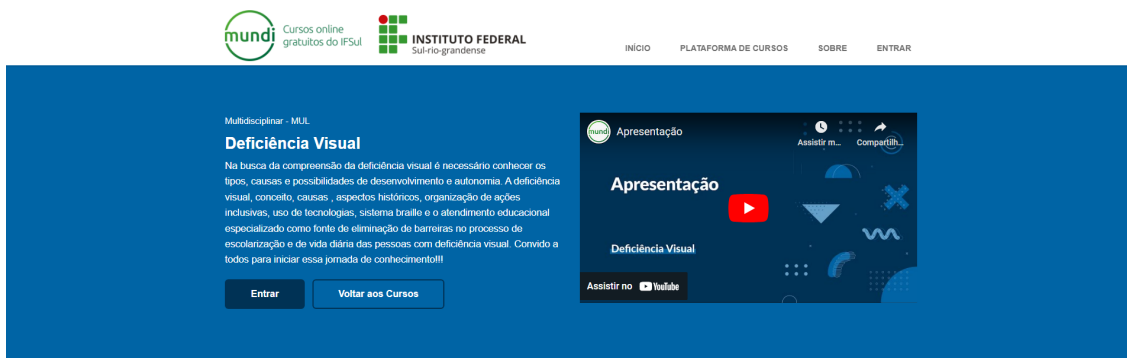 mundi
Cursos online
gratuitos do IFSul
INSTITUTO FEDERAL
Sul-rio-grandense
INÍCIO
PLATAFORMA DE CURSOS
SOBRE
ENTRAR
Multidisciplinar - MUL
Deficiência Visual
Na busca da compreensão da deficiência visual é necessário conhecer os
tipos, causas e possibilidades de desenvolvimento e autonomia. A deficiência
visual, conceito, causas , aspectos históricos, organização de ações
inclusivas, uso de tecnologias, sistema braille e o atendimento educacional
especializado como fonte de eliminação de barreiras no processo de
escolarização e de vida diária das pessoas com deficiência visual. Convido a
todos para iniciar essa jornada de conhecimento!!!
Entrar
Voltar aos Cursos
mundi
Apresentação
Assistir m...
Compartilh...
Apresentação
Deficiência Visual
Assistir no YouTube